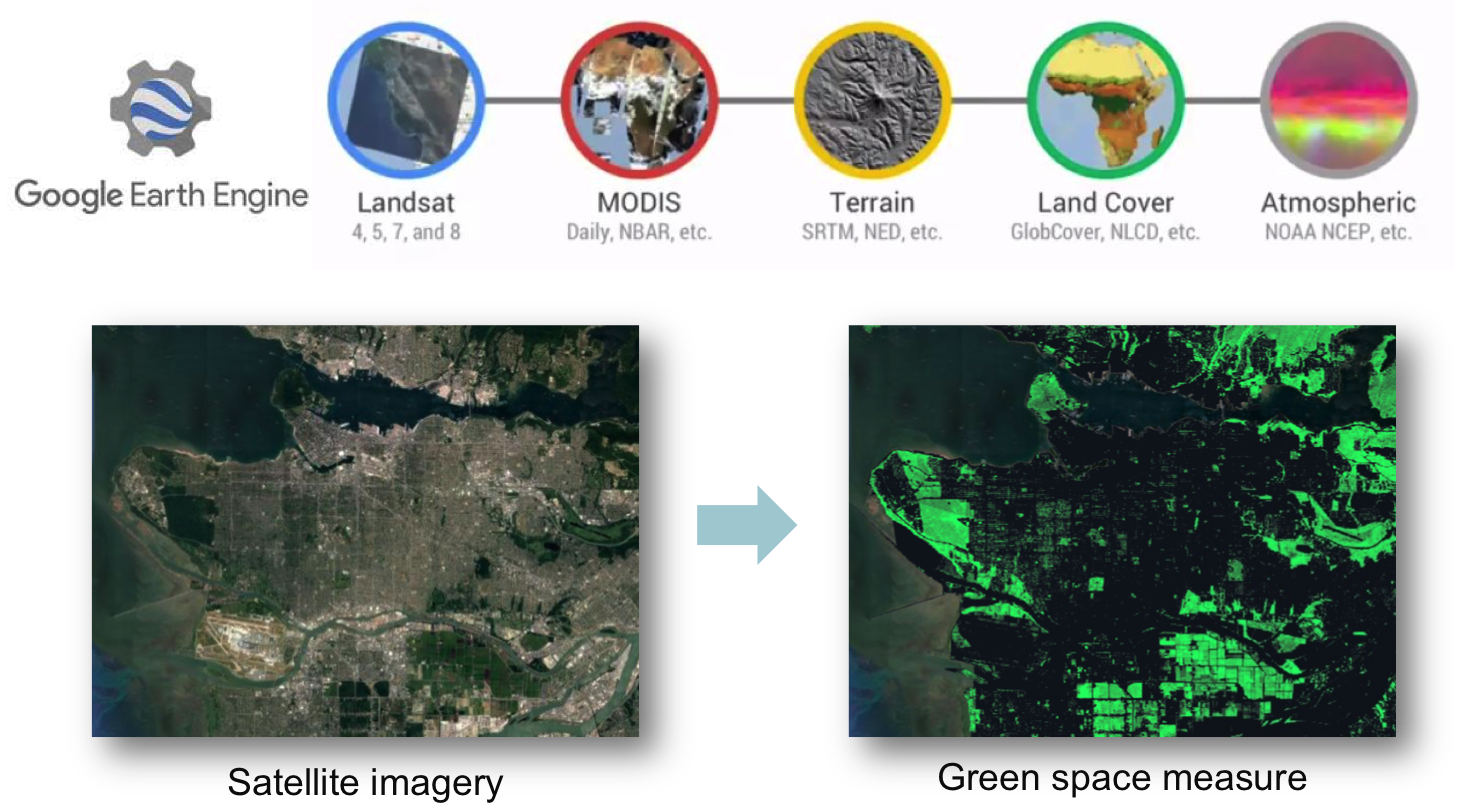 Google Earth Engine
Landsat
4, 5, 7, and 8
MODIS
Daily, NBAR, etc.
Terrain
SRTM, NED, etc.
Land Cover
GlobCover, NLCD, etc.
Atmospheric
NOAA NCEP, etc.
Satellite imagery
Green space measure